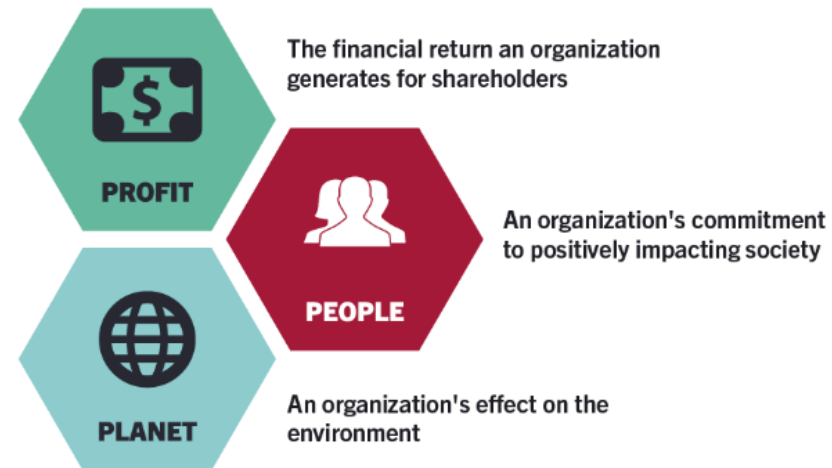 The financial return an organization
generates for shareholders
$
PROFIT
An organization's commitment
to positively impacting society
PEOPLE
An organization's effect on the
environment
PLANET